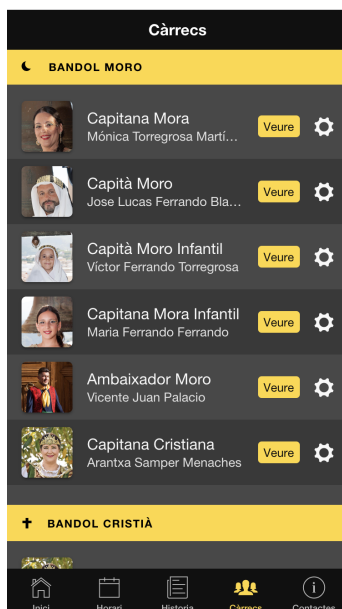 Càrrecs
BANDOL MORO
Capitana Mora
Mónica Torregrosa Martí...
Veure
Capità Moro
Jose Lucas Ferrando Bla...
Veure
Capità Moro Infantil
Víctor Ferrando Torregrosa
Veure
Capitana Mora Infantil
Maria Ferrando Ferrando
Veure
Ambaixador Moro
Vicente Juan Palacio
Veure
Capitana Cristiana
Arantxa Samper Menaches
Veure
BANDOL CRISTIÀ
Inici Horari Historia Càrrecs Contactes